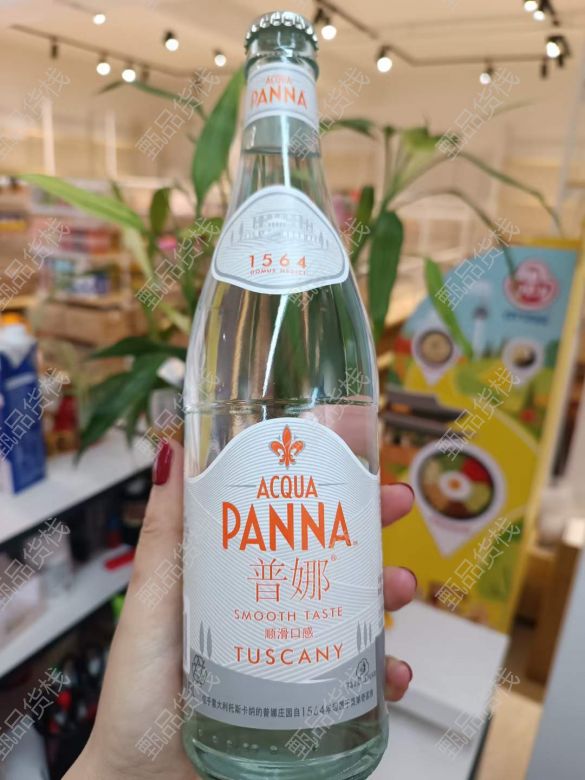 ACQUA
PANNA
1564
DOMUS MEDICI
ACQUA
PANNA
普娜
SMOOTH TASTE
顺滑口感
TUSCANY
甄品货栈